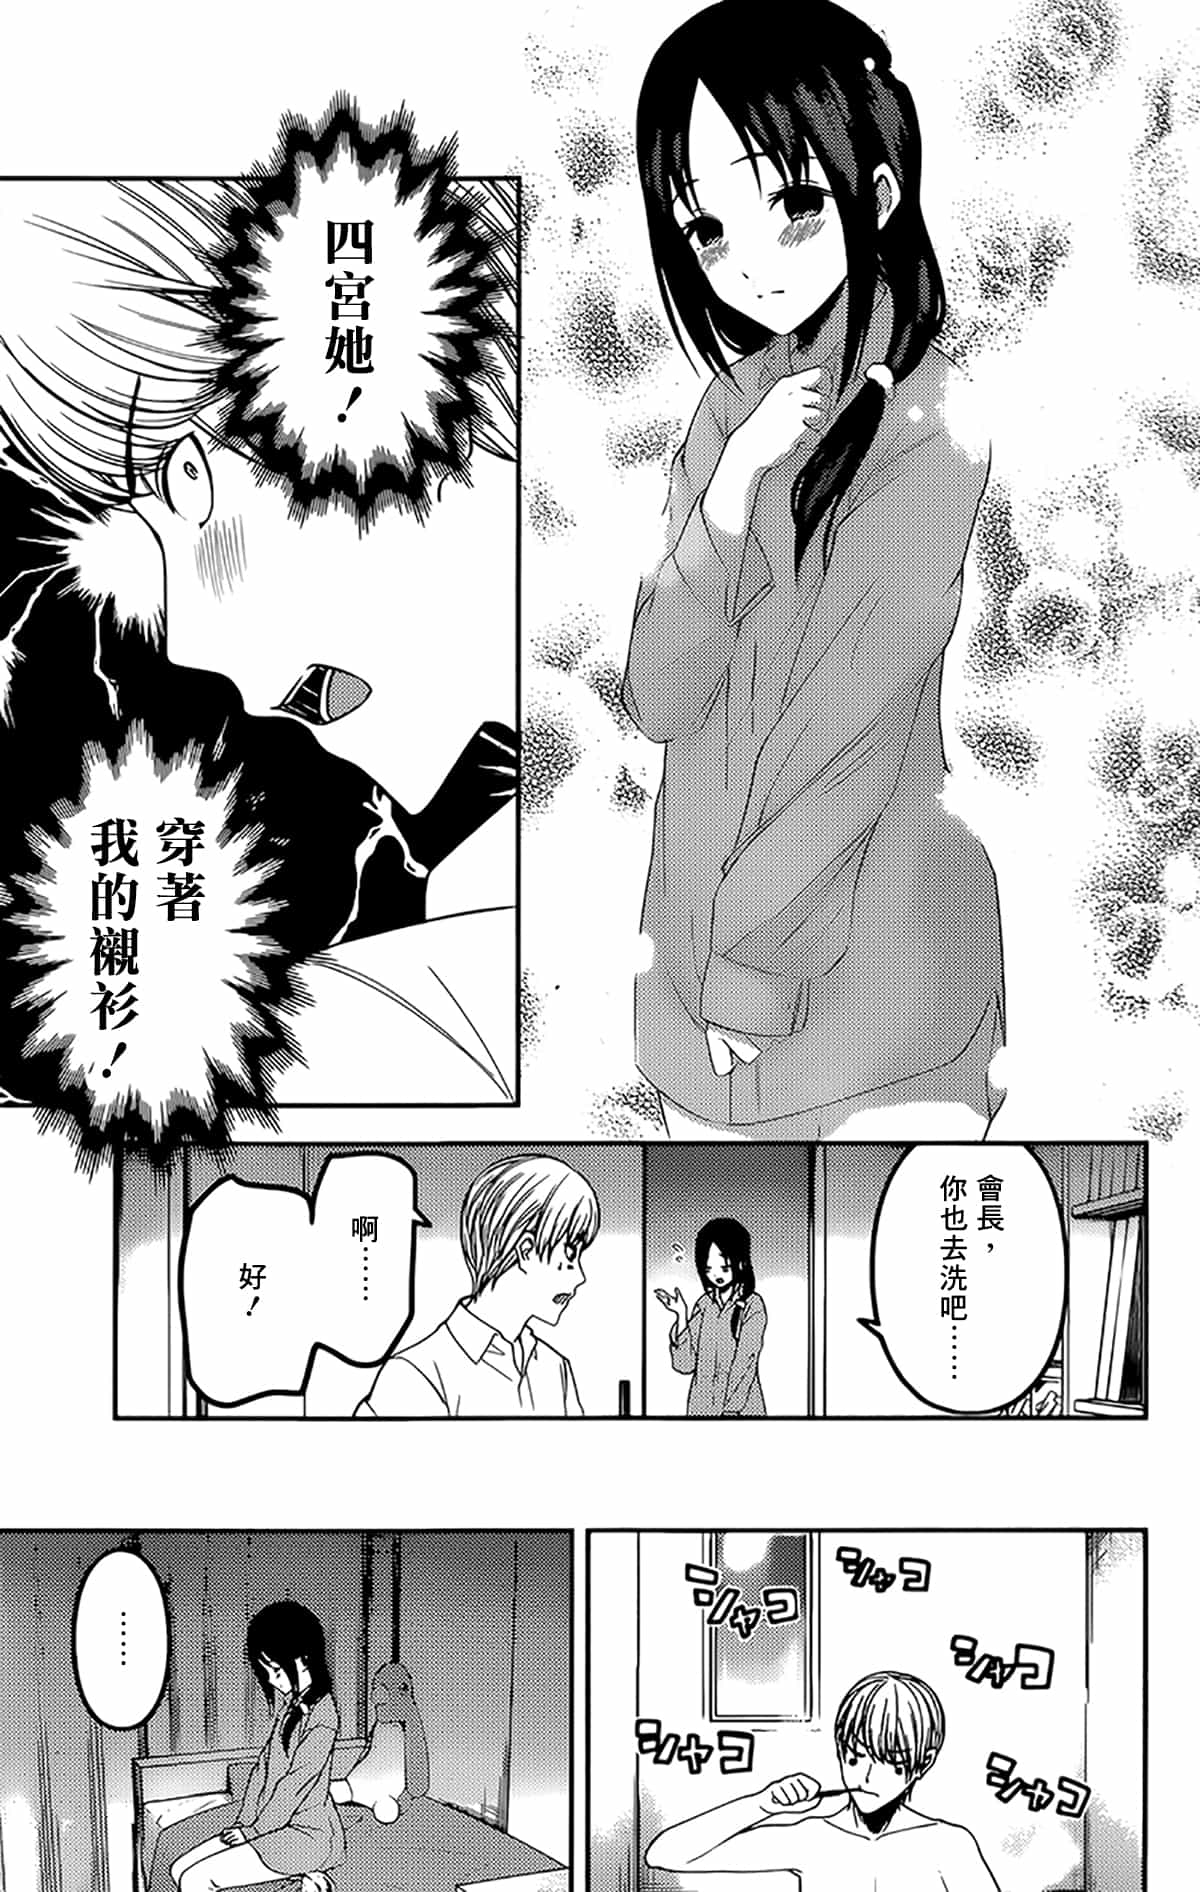 四宮她！
穿著
我的襯衫！
會長，
你也去洗吧……
啊……
好！
シャコ
シャコ
シャコ
シャコ
シャコ
……